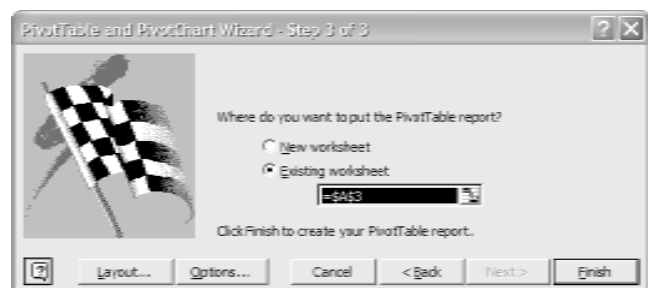 PivotTable and PivotChart Wizard - Step 3 of 3
Where do you want to put the PivotTable report?
New worksheet
Existing worksheet
=$A$3
Click Finish to create your PivotTable report.
Layout... Options... Cancel < Back Next > Finish